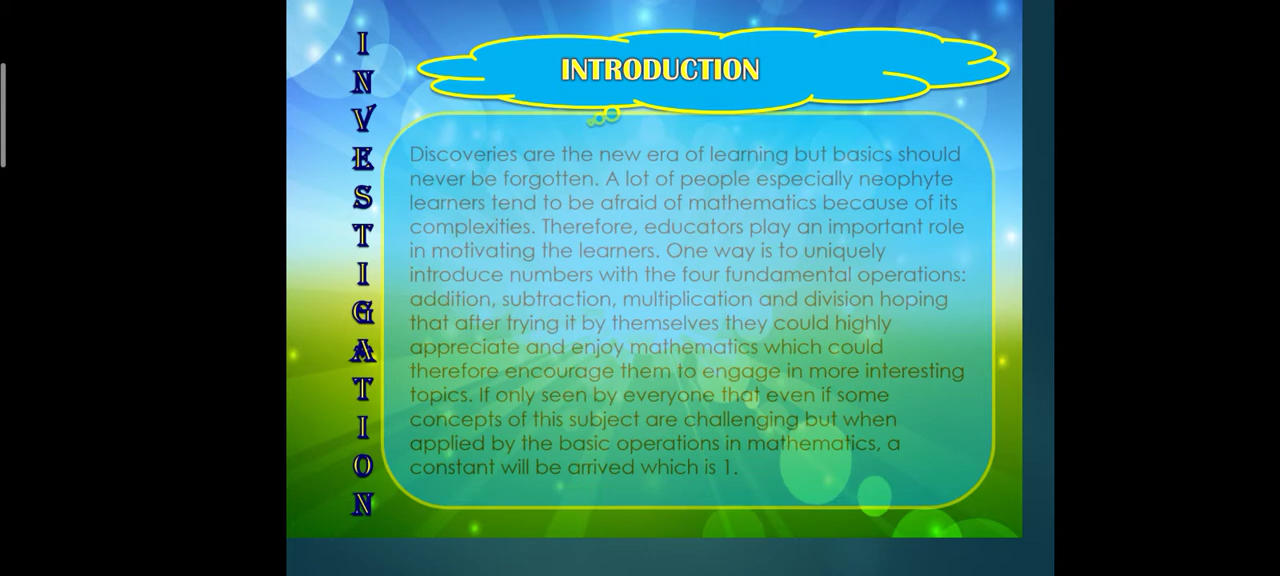 INVESTIGATION
INTRODUCTION
Discoveries are the new era of learning but basics should
never be forgotten. A lot of people especially neophyte
learners tend to be afraid of mathematics because of its
complexities. Therefore, educators play an important role
in motivating the learners. One way is to uniquely
introduce numbers with the four fundamental operations:
addition, subtraction, multiplication and division hoping
that after trying it by themselves they could highly
appreciate and enjoy mathematics which could
therefore encourage them to engage in more interesting
topics. If only seen by everyone that even if some
concepts of this subject are challenging but when
applied by the basic operations in mathematics, a
constant will be arrived which is 1.